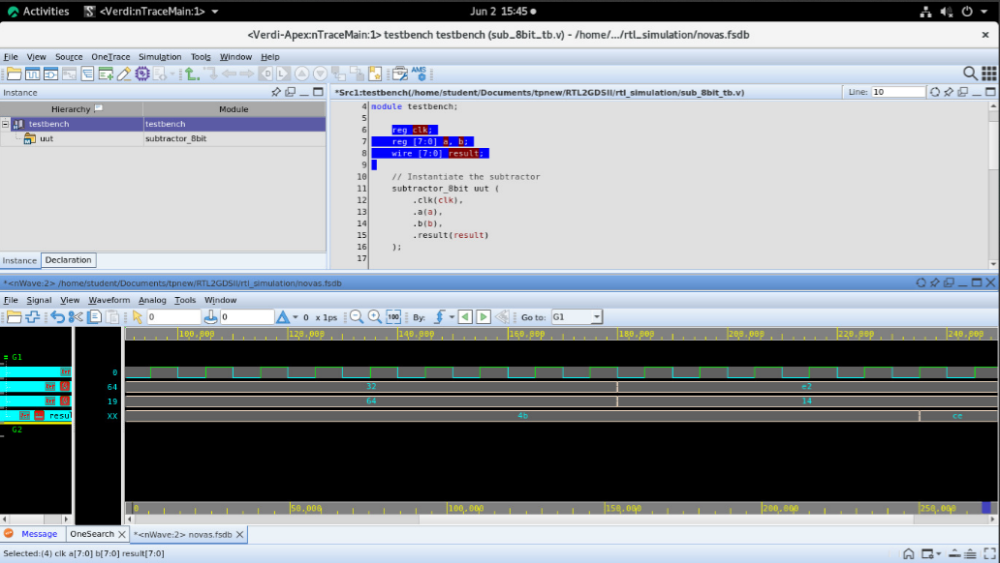 Activities <Verdi:nTraceMain:1> Jun 2 15:45
<Verdi-Apex:nTraceMain:1> testbench testbench (sub_8bit_tb.v) - /home/.../rtl_simulation/novas.fsdb
File View Source OneTrace Simulation Tools Window Help
Instance
Hierarchy Module
testbench testbench
uut subtractor_8bit
Instance Declaration
*Src1:testbench(/home/student/Documents/tpnew/RTL2GDSII/rtl_simulation/sub_8bit_tb.v) Line: 10
4 module testbench;
5
6 reg clk;
7 reg [7:0] a, b;
8 wire [7:0] result;
9
10 // Instantiate the subtractor
11 subtractor_8bit uut (
12 .clk(clk),
13 .a(a),
14 .b(b),
15 .result(result)
16 );
17
*<nWave:2> /home/student/Documents/tpnew/RTL2GDSII/rtl_simulation/novas.fsdb
File Signal View Waveform Analog Tools Window
0 0 0 x 1ps 100 By: Go to: G1
100,000 120,000 140,000 160,000 180,000 200,000 220,000 240,000
G1
0
64 32 e2
19 64 14
resul XX 4b ce
G2
0 50,000 100,000 150,000 200,000 250,000
Message OneSearch *<nWave:2> novas.fsdb
Selected:(4) clk a[7:0] b[7:0] result[7:0]